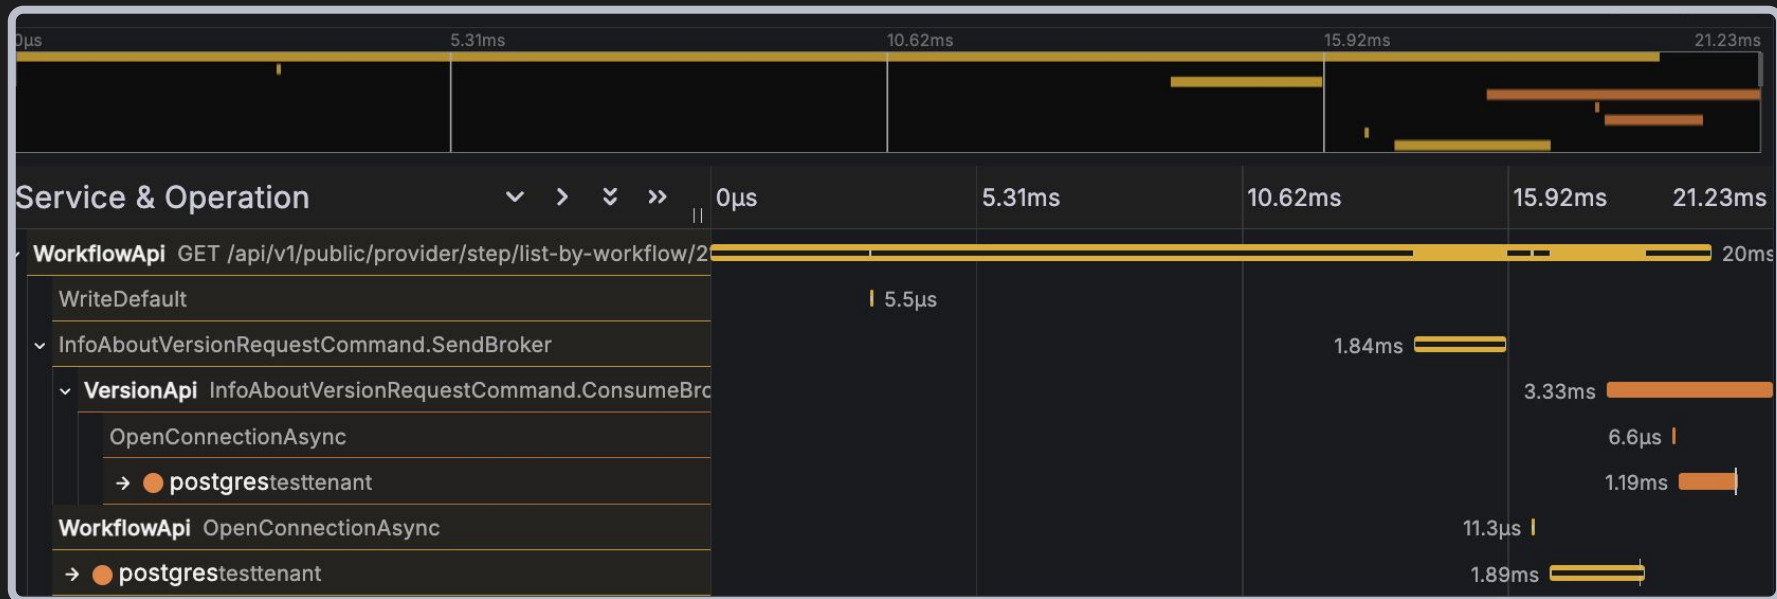 0µs 5.31ms 10.62ms 15.92ms 21.23ms
Service & Operation 0µs 5.31ms 10.62ms 15.92ms 21.23ms
WorkflowApi GET /api/v1/public/provider/step/list-by-workflow/2 20ms
WriteDefault 5.5µs
InfoAboutVersionRequestCommand.SendBroker 1.84ms
VersionApi InfoAboutVersionRequestCommand.ConsumeBro 3.33ms
OpenConnectionAsync 6.6µs
postgrestesttenant 1.19ms
WorkflowApi OpenConnectionAsync 11.3µs
postgrestesttenant 1.89ms